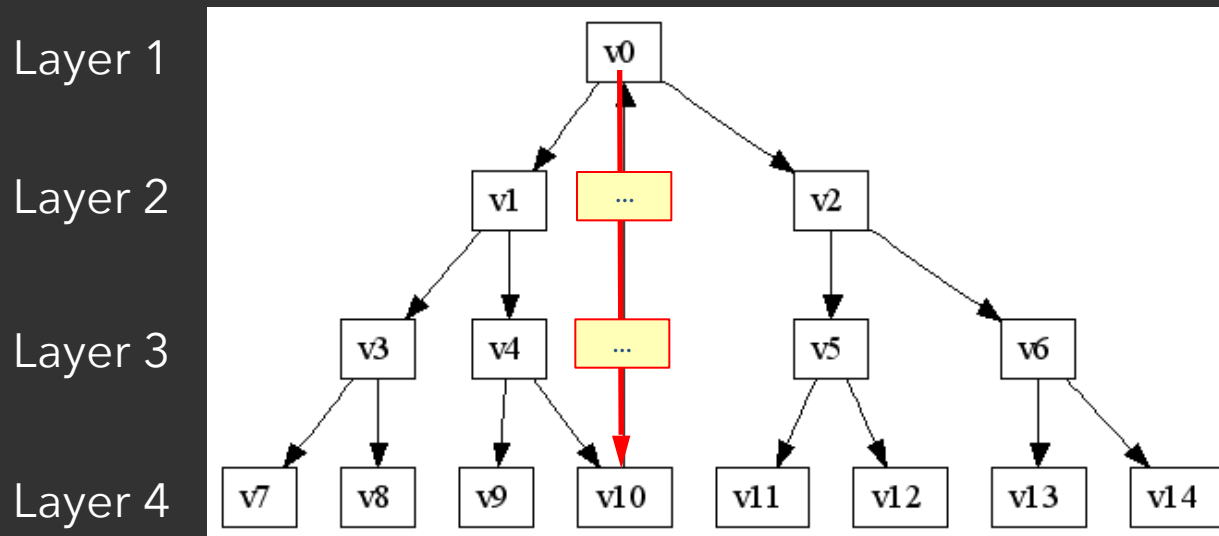 Layer 1
v0
Layer 2
v1
...
v2
Layer 3
v3
v4
...
v5
v6
Layer 4
v7
v8
v9
v10
v11
v12
v13
v14